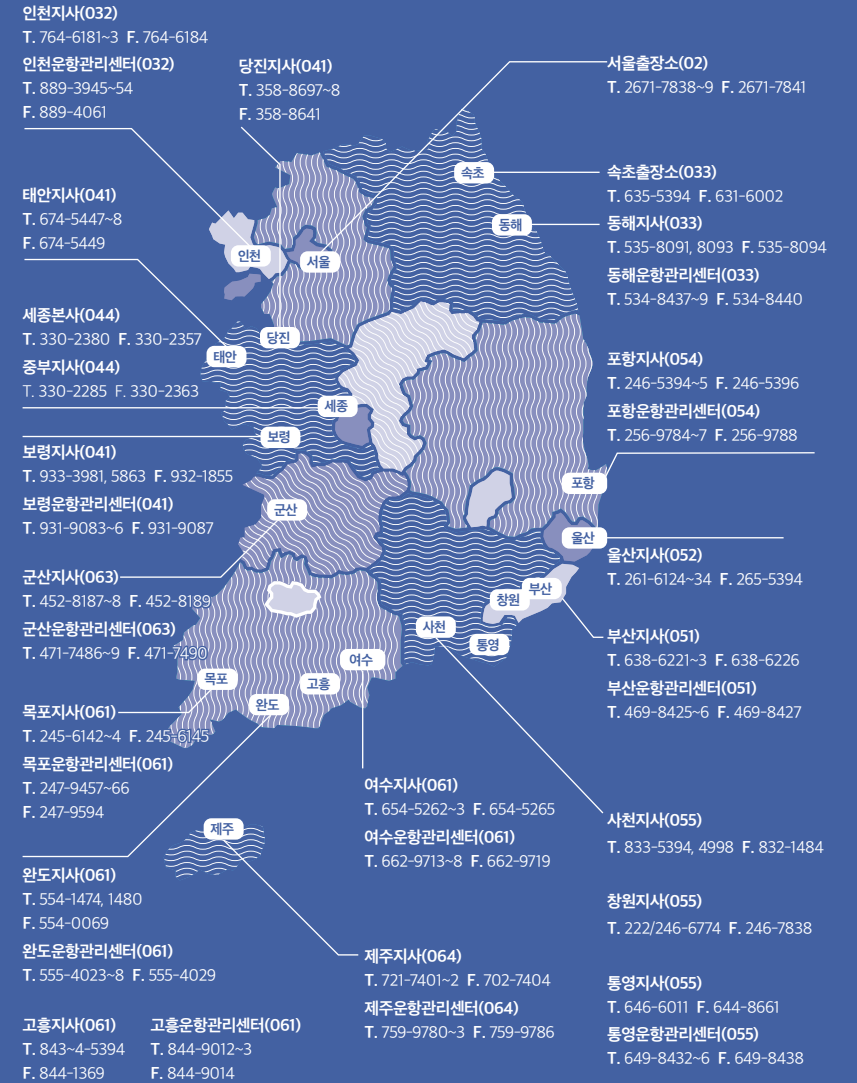 인천지사(032)
T. 764-6181~3 F. 764-6184
인천운항관리센터(032)
T. 889-3945~54
F. 889-4061
당진지사(041)
T. 358-8697~8
F. 358-8641
서울출장소(02)
T. 2671-7838~9 F. 2671-7841
태안지사(041)
T. 674-5447~8
F. 674-5449
속초출장소(033)
T. 635-5394 F. 631-6002
동해지사(033)
T. 535-8091, 8093 F. 535-8094
동해운항관리센터(033)
T. 534-8437~9 F. 534-8440
세종본사(044)
T. 330-2380 F. 330-2357
중부지사(044)
T. 330-2285 F. 330-2363
포항지사(054)
T. 246-5394~5 F. 246-5396
포항운항관리센터(054)
T. 256-9784~7 F. 256-9788
보령지사(041)
T. 933-3981, 5863 F. 932-1855
보령운항관리센터(041)
T. 931-9083~6 F. 931-9087
울산지사(052)
T. 261-6124~34 F. 265-5394
군산지사(063)
T. 452-8187~8 F. 452-8189
군산운항관리센터(063)
T. 471-7486~9 F. 471-7490
부산지사(051)
T. 638-6221~3 F. 638-6226
부산운항관리센터(051)
T. 469-8425~6 F. 469-8427
목포지사(061)
T. 245-6142~4 F. 245-6145
목포운항관리센터(061)
T. 247-9457~66
F. 247-9594
여수지사(061)
T. 654-5262~3 F. 654-5265
여수운항관리센터(061)
T. 662-9713~8 F. 662-9719
사천지사(055)
T. 833-5394, 4998 F. 832-1484
완도지사(061)
T. 554-1474, 1480
F. 554-0069
완도운항관리센터(061)
T. 555-4023~8 F. 555-4029
창원지사(055)
T. 222/246-6774 F. 246-7838
제주지사(064)
T. 721-7401~2 F. 702-7404
제주운항관리센터(064)
T. 759-9780~3 F. 759-9786
통영지사(055)
T. 646-6011 F. 644-8661
통영운항관리센터(055)
T. 649-8432~6 F. 649-8438
고흥지사(061)
T. 843~4-5394
F. 844-1369
고흥운항관리센터(061)
T. 844-9012~3
F. 844-9014
속초
동해
인천
서울
당진
태안
세종
보령
포항
군산
울산
부산
창원
사천
통영
여수
목포
고흥
완도
제주